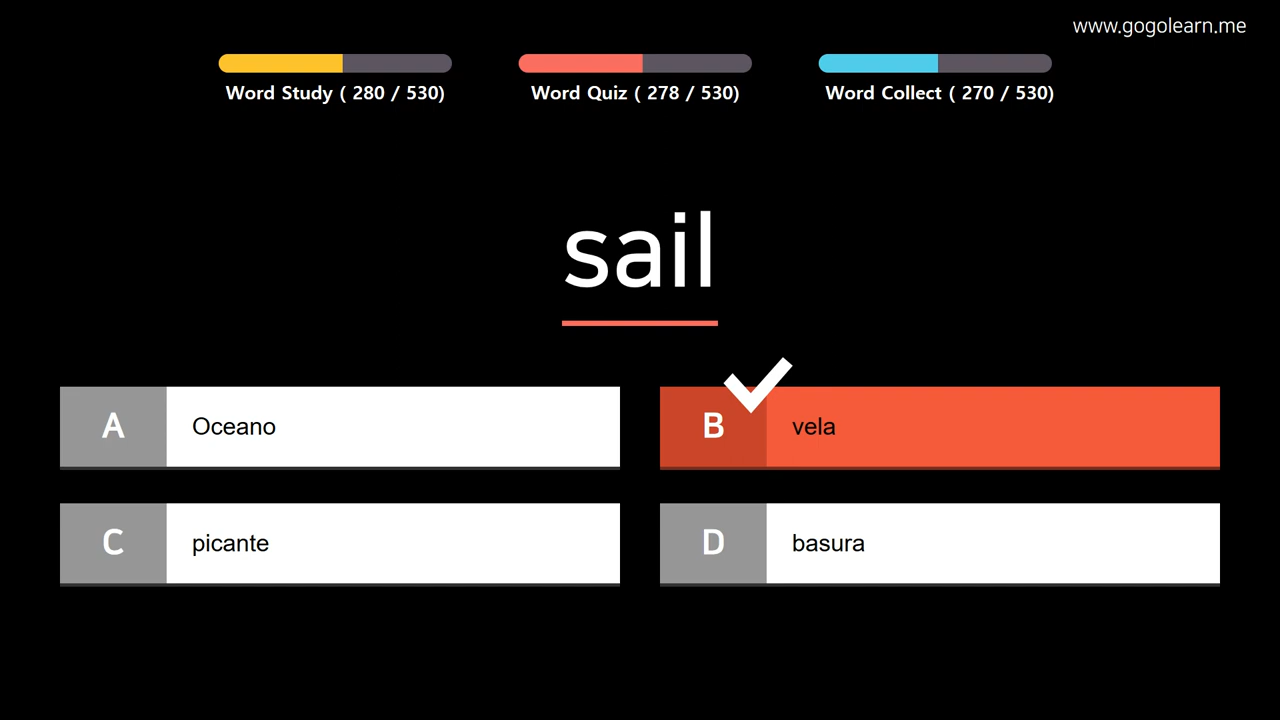 www.gogolearn.me
Word Study ( 280 / 530)
Word Quiz ( 278 / 530)
Word Collect ( 270 / 530)
sail
A Oceano
B vela
C picante
D basura